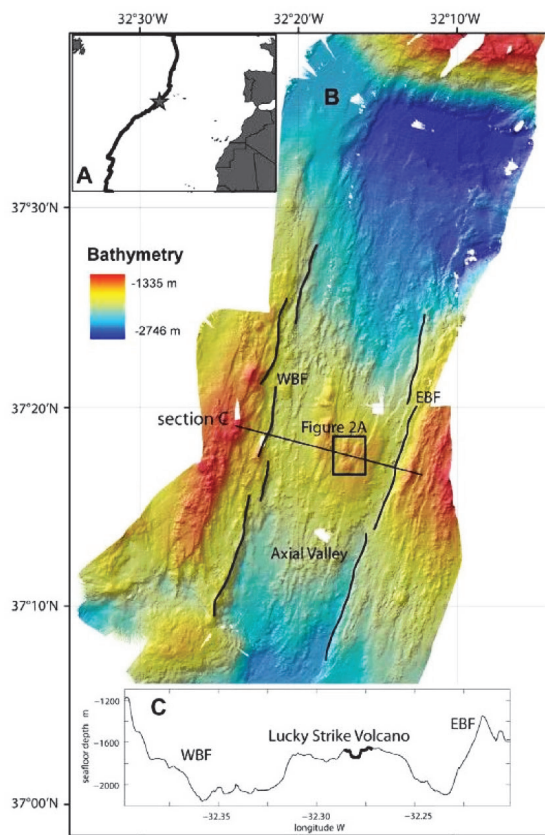 32°30' 32°20' 32°10'
A
B
37°30'
Bathymetry
-1335 m
-2746 m
WBF
EBF
37°20'
section C
Figure 2A
Axial Valley
37°10'
C
-1200
-1600
-2000
seafloor depth m
WBF
Lucky Strike Volcano
EBF
37°00'
-32.35 -32.30 -32.25
longitude W